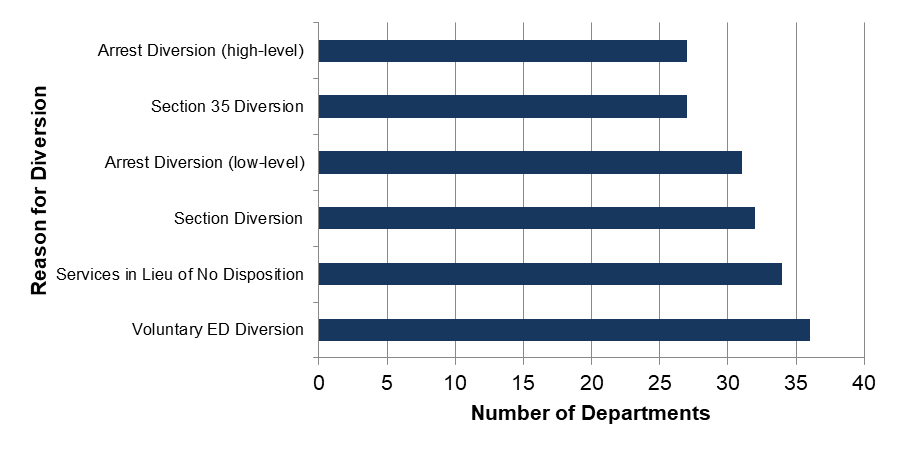 Reason for Diversion
Arrest Diversion (high-level)
Section 35 Diversion
Arrest Diversion (low-level)
Section Diversion
Services in Lieu of No Disposition
Voluntary ED Diversion
0 5 10 15 20 25 30 35 40
Number of Departments